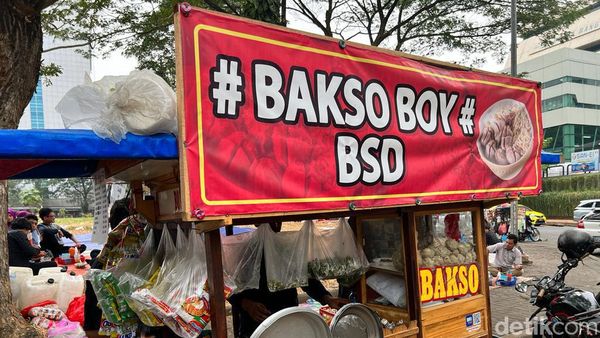 # BAKSO BOY #
BSD
BAKSO
detikcom